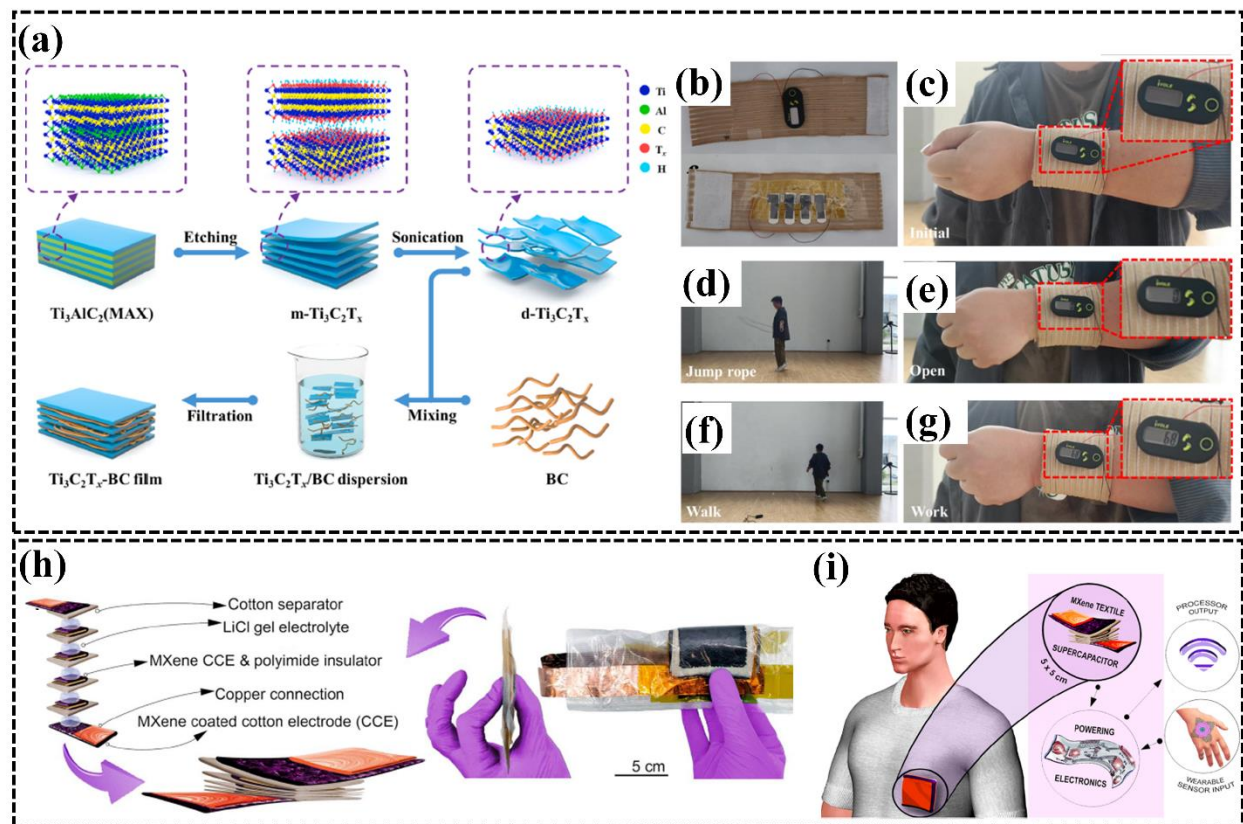 (a)
Ti
Al
C
Tx
H
Etching
Sonication
Ti3AlC2(MAX)
m-Ti3C2Tx
d-Ti3C2Tx
Filtration
Mixing
Ti3C2Tx-BC film
Ti3C2Tx/BC dispersion
BC
(b)
(c)
Initial
(d)
Jump rope
(e)
Open
(f)
Walk
(g)
Work
(h)
Cotton separator
LiCl gel electrolyte
MXene CCE & polyimide insulator
Copper connection
MXene coated cotton electrode (CCE)
5 cm
(i)
MXENE TEXTILE
SUPERCAPACITOR
5 x 5 cm
POWERING
ELECTRONICS
PROCESSOR
OUTPUT
WEARABLE
SENSOR INPUT